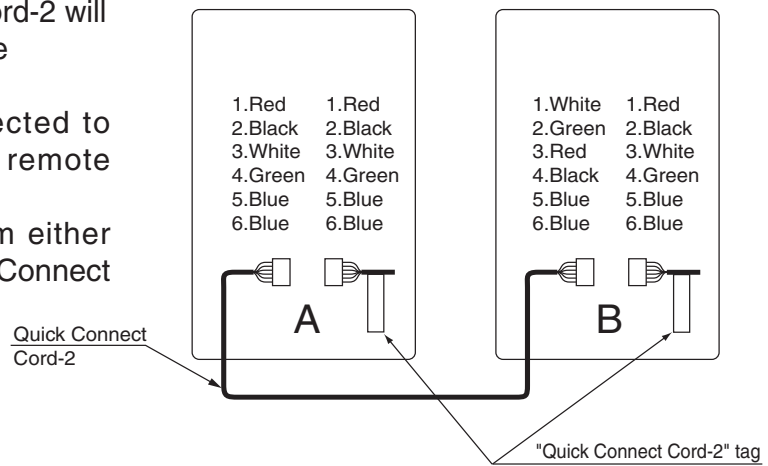 ord-2 will
e
ected to
remote
m either
Connect
Quick Connect
Cord-2
1.Red 1.Red
2.Black 2.Black
3.White 3.White
4.Green 4.Green
5.Blue 5.Blue
6.Blue 6.Blue
A
1.White 1.Red
2.Green 2.Black
3.Red 3.White
4.Black 4.Green
5.Blue 5.Blue
6.Blue 6.Blue
B
"Quick Connect Cord-2" tag